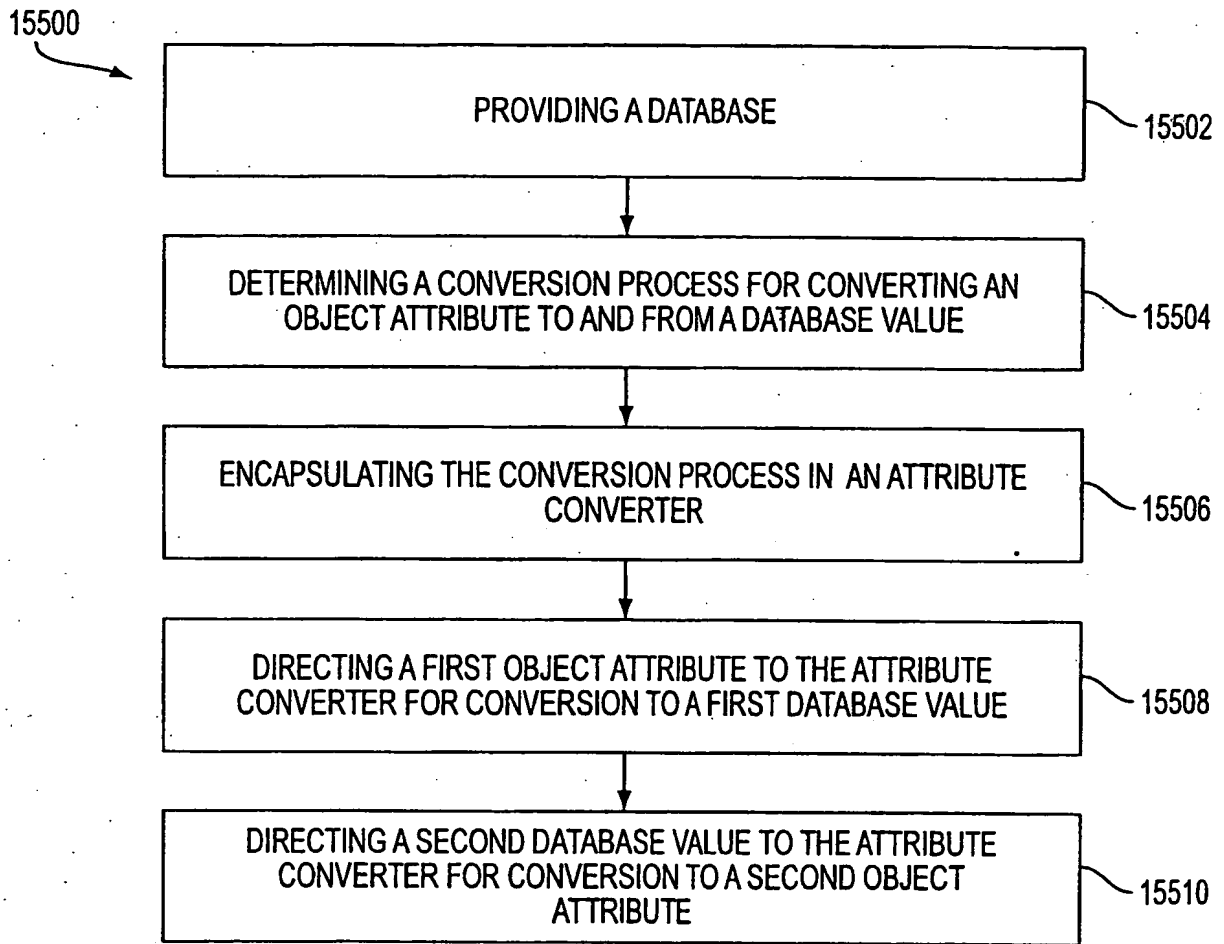 15500
PROVIDING A DATABASE
15502
DETERMINING A CONVERSION PROCESS FOR CONVERTING AN
OBJECT ATTRIBUTE TO AND FROM A DATABASE VALUE
15504
ENCAPSULATING THE CONVERSION PROCESS IN AN ATTRIBUTE
CONVERTER
15506
DIRECTING A FIRST OBJECT ATTRIBUTE TO THE ATTRIBUTE
CONVERTER FOR CONVERSION TO A FIRST DATABASE VALUE
15508
DIRECTING A SECOND DATABASE VALUE TO THE ATTRIBUTE
CONVERTER FOR CONVERSION TO A SECOND OBJECT
ATTRIBUTE
15510